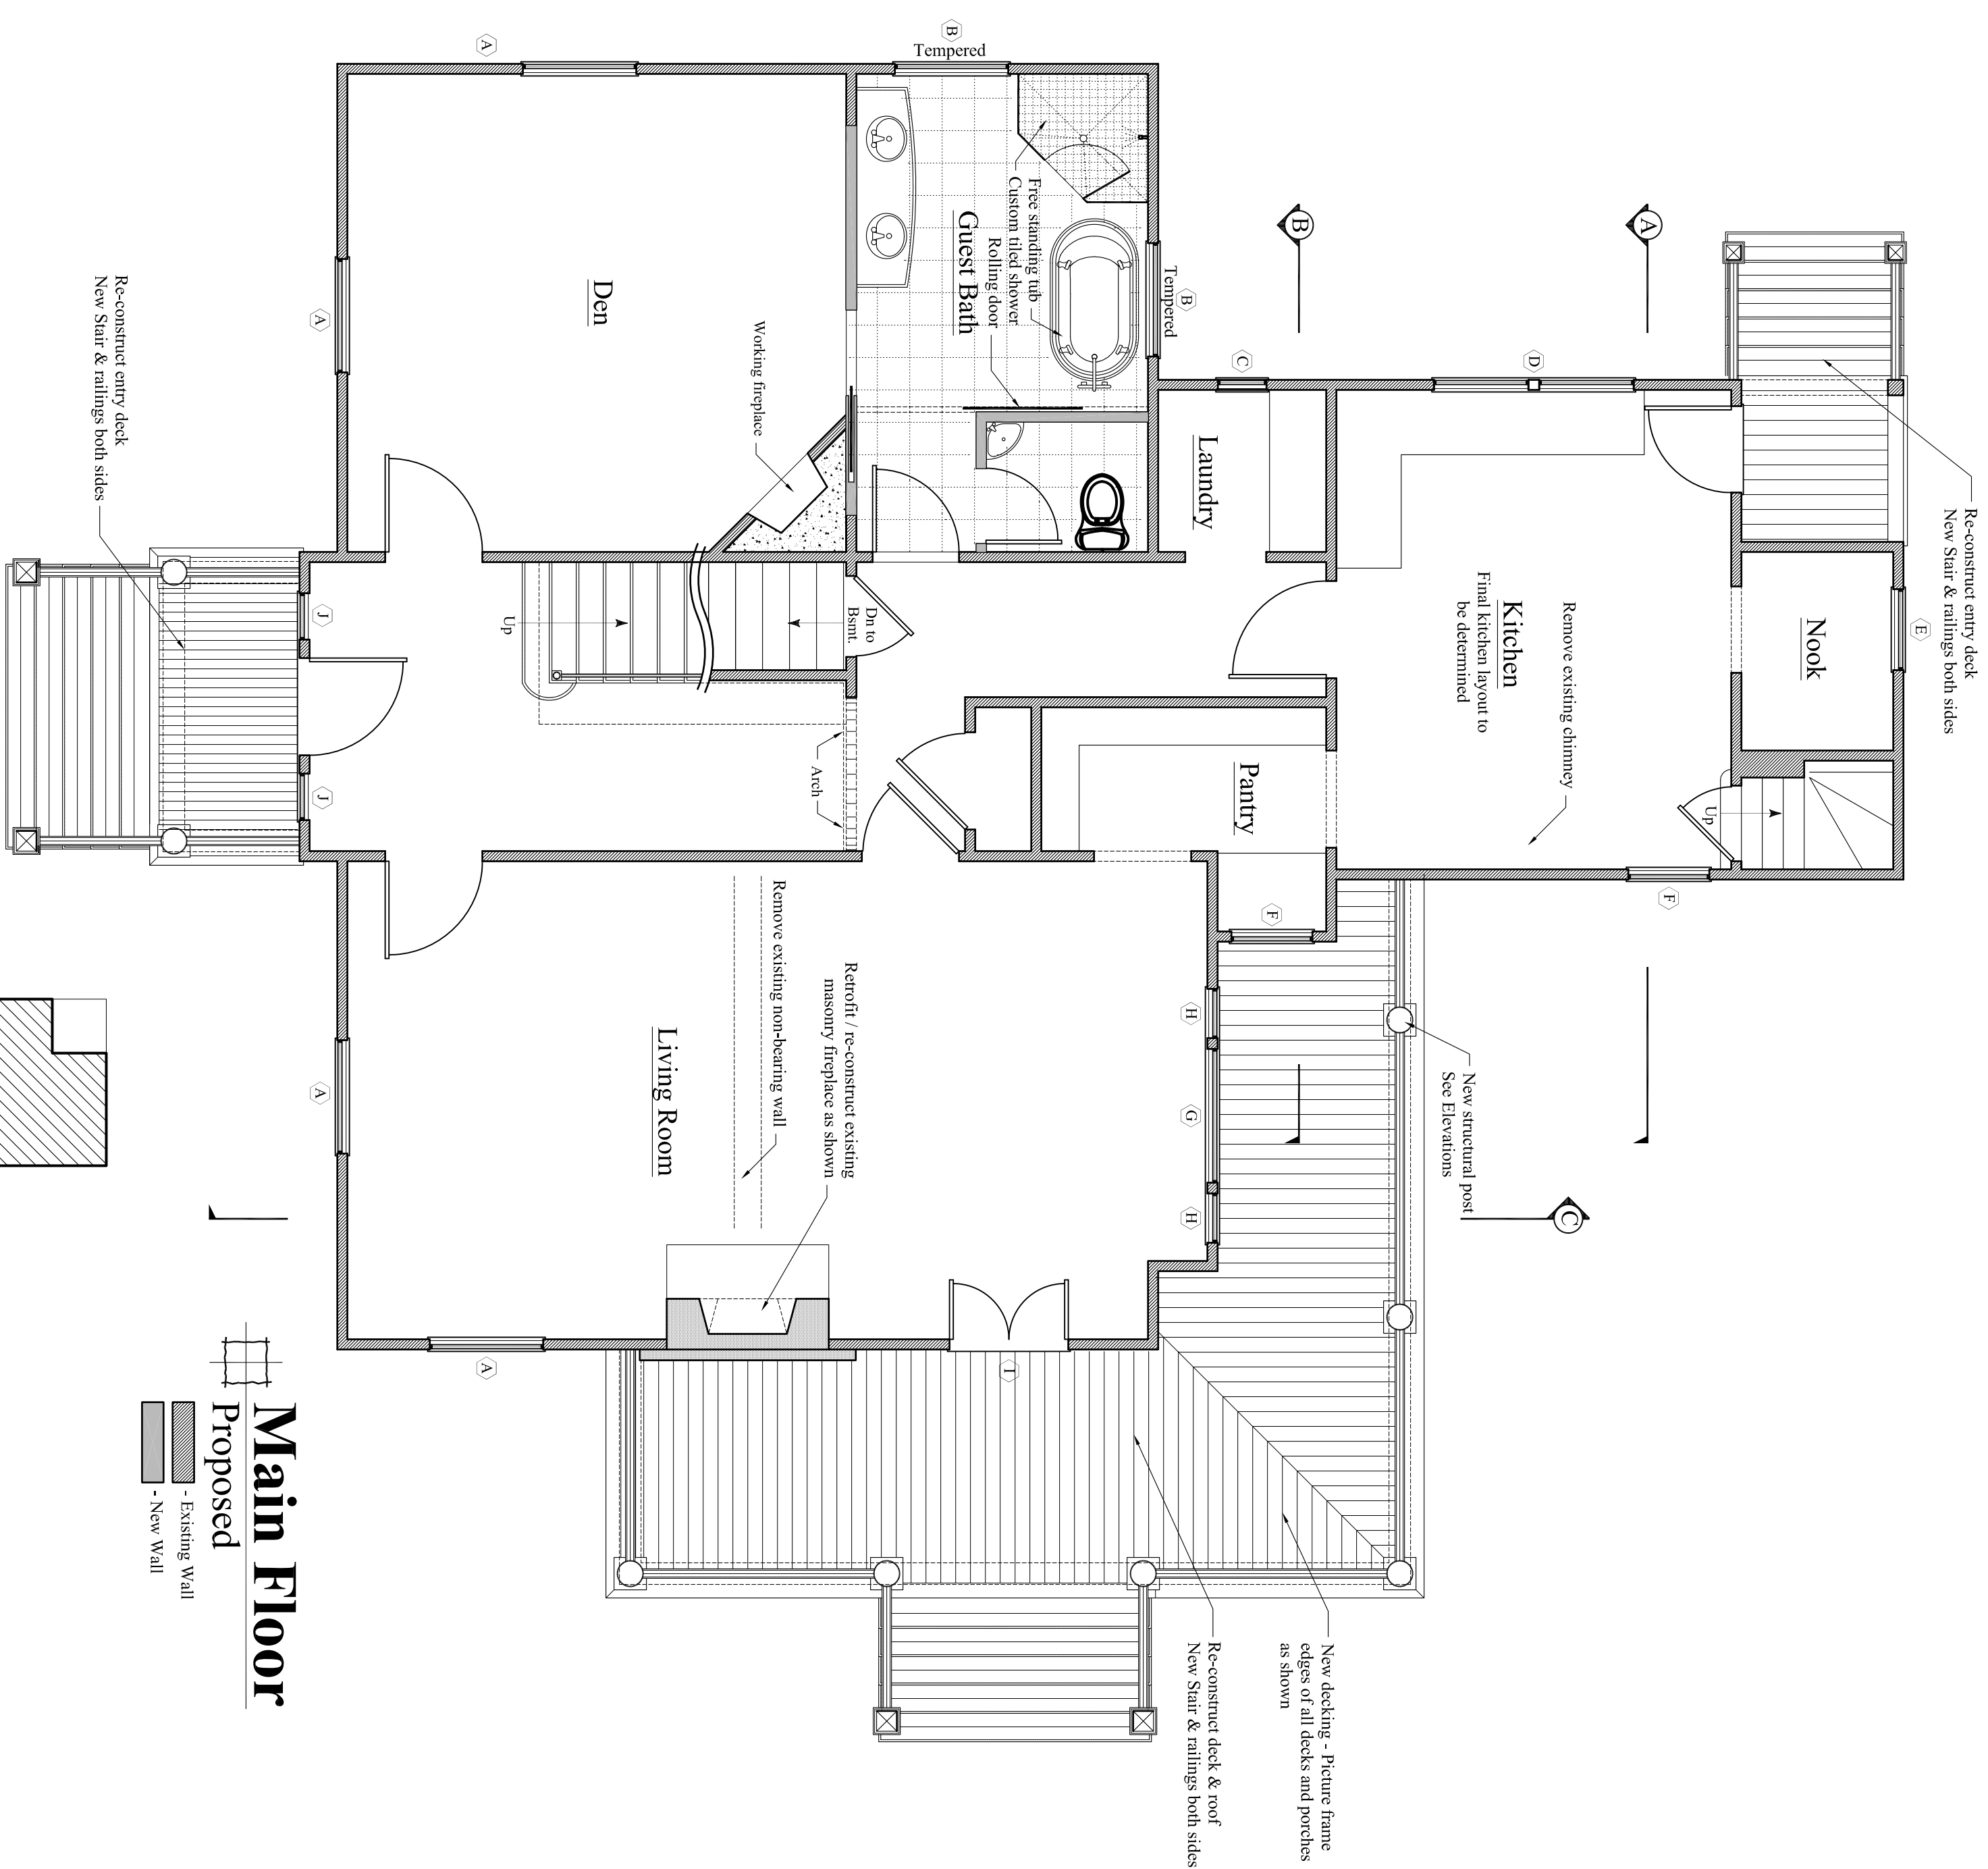 Re-construct entry deck
New Stair & railings both sides
E
Nook
Up
F
A
D
Remove existing chimney
Kitchen
Final kitchen layout to
be determined
New structural post
See Elevations
C
B
C
Laundry
Pantry
F
B
Tempered
B
Tempered
Free standing tub
Custom tiled shower
Rolling door
Guest Bath
H
G
H
New decking - Picture frame
edges of all decks and porches
as shown
Re-construct deck & roof
New Stair & railings both sides
I
Dn to
Bsmt.
Arch
Working fireplace
Retrofit / re-construct existing
masonry fireplace as shown
Remove existing non-bearing wall
Living Room
Den
Up
A
A
A
A
J
J
Re-construct entry deck
New Stair & railings both sides
Main Floor
Proposed
- Existing Wall
- New Wall